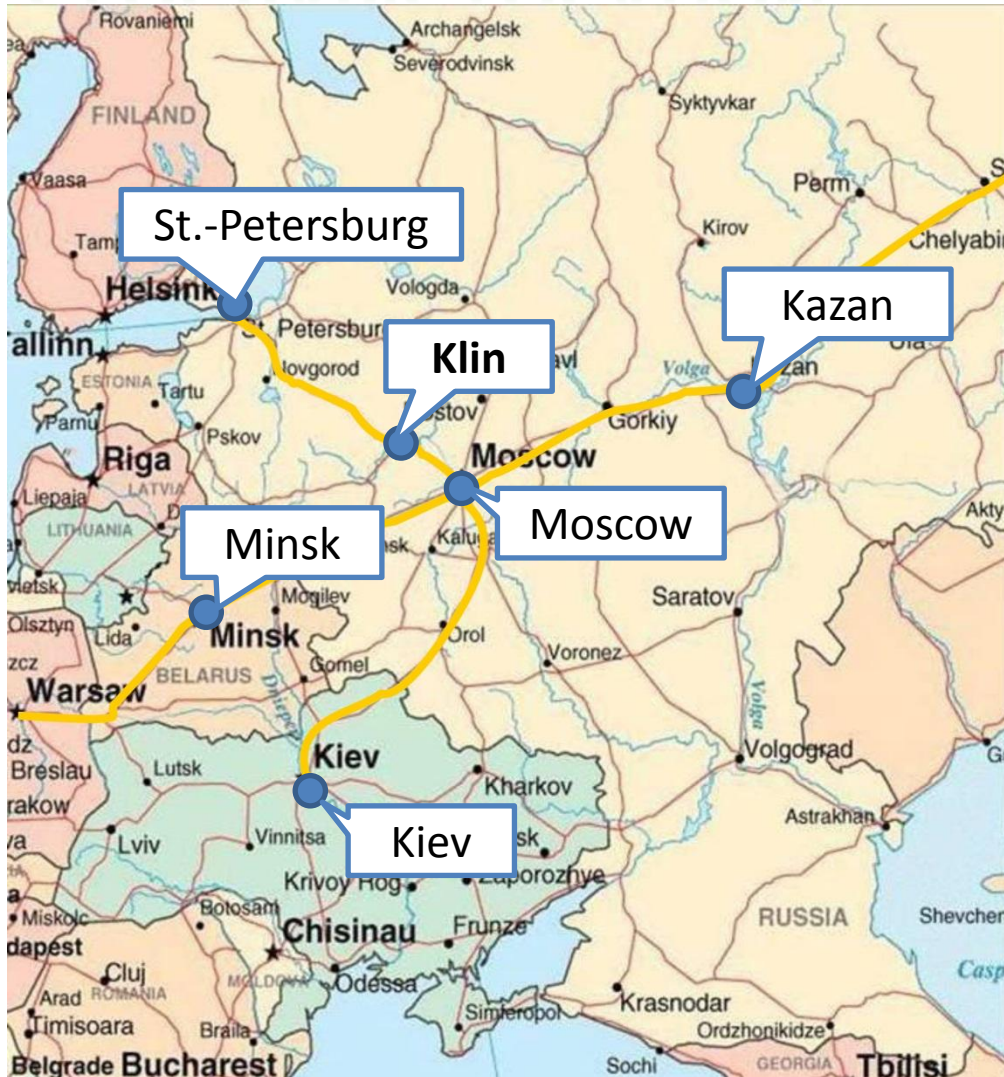 Rovaniemi
Archangelsk
Severodvinsk
Syktyvkar
FINLAND
Vaasa
Perm
St.-Petersburg
Kirov
Chelyabin
Tamp
Helsink
Vologda
Kazan
St. Petersburg
Tallinn
Klin
Novgorod
Volga
ESTONIA
Tartu
Parnu
Gorkiy
Pskov
Moscow
Riga
LATVIA
Liepaja
LITHUANIA
Minsk
Moscow
Kaluga
Akty
Mogilev
Saratov
Olsztyn
Lida
Minsk
Orol
Voronez
Gomel
BELARUS
Warsaw
Dnieper
Volga
Volgograd
Kiev
Breslau
Lutsk
Kharkov
rakow
Astrakhan
Lviv
Vinnitsa
Kiev
Krivoy Rog
Zaporozhye
Miskolc
Botosani
Frunze
RUSSIA
Shevchen
dapest
Chisinau
Cluj
MOLDOVA
Odessa
Casp
ROMANIA
Arad
Krasnodar
Simferopol
Timisoara
Braila
Ordzhonikidze
Belgrade
Bucharest
Sochi
GEORGIA
Tbilisi